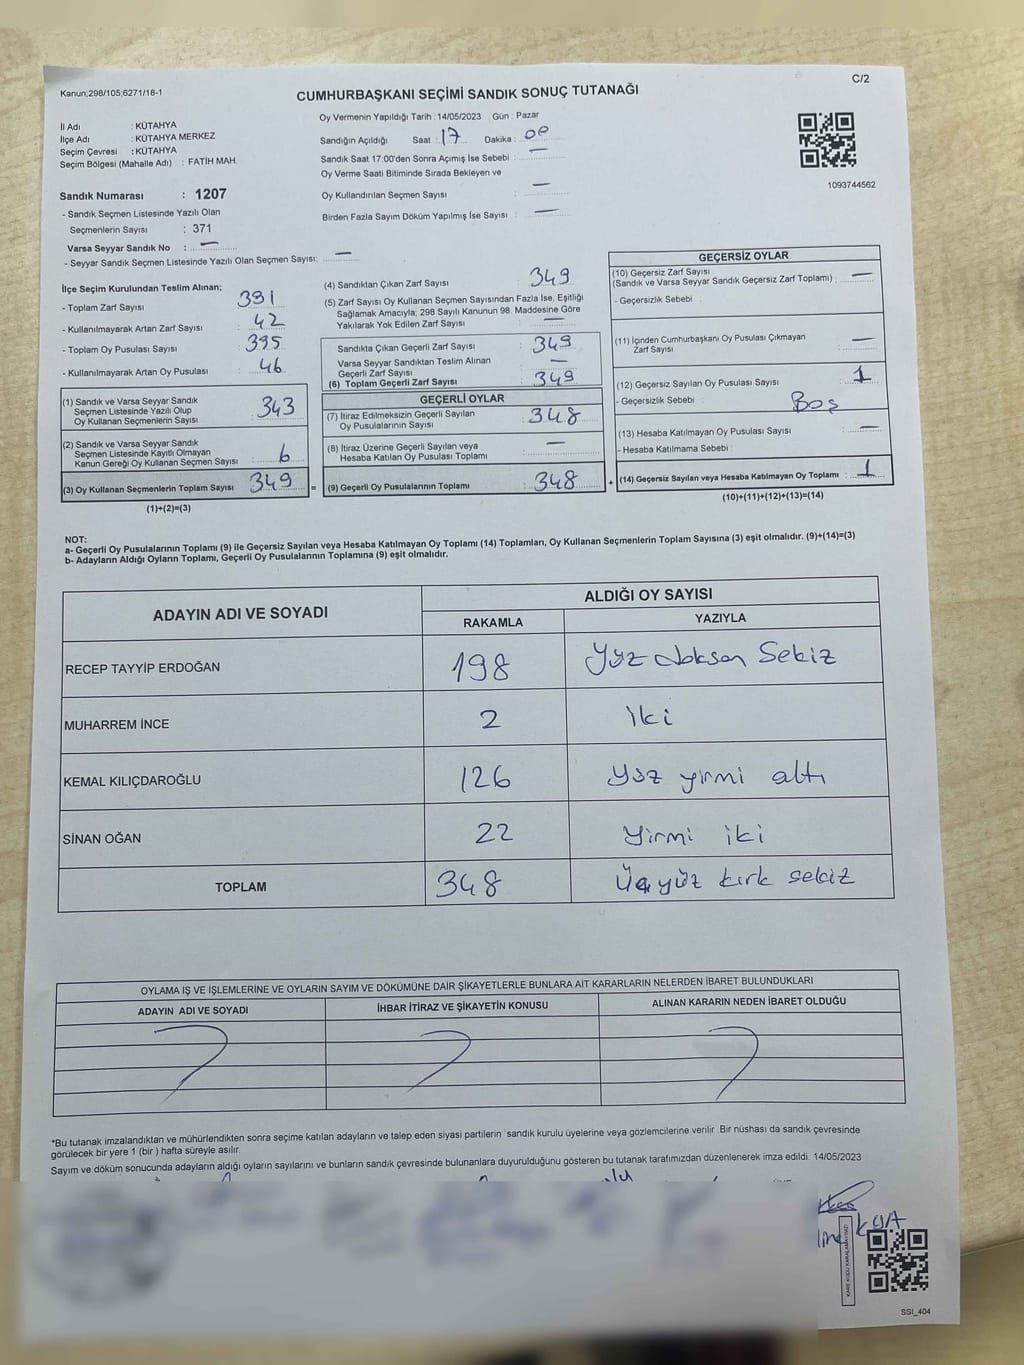 C/2
Kanun;298/105;6271/18-1
CUMHURBAŞKANI SEÇİMİ SANDIK SONUÇ TUTANAĞI
İl Adı : KÜTAHYA
İlçe Adı : KÜTAHYA MERKEZ
Seçim Çevresi : KÜTAHYA
Seçim Bölgesi (Mahalle Adı) : FATİH MAH.
Sandık Numarası : 1207
- Sandık Seçmen Listesinde Yazılı Olan
Seçmenlerin Sayısı : 371
Varsa Seyyar Sandık No : —
- Seyyar Sandık Seçmen Listesinde Yazılı Olan Seçmen Sayısı: —
Oy Vermenin Yapıldığı Tarih : 14/05/2023 Gün : Pazar
Sandığın Açıldığı Saat : 17 Dakika : 00
Sandık Saat 17.00'den Sonra Açımış İse Sebebi : —
Oy Verme Saati Bitiminde Sırada Bekleyen ve
Oy Kullandırılan Seçmen Sayısı : —
Birden Fazla Sayım Döküm Yapılmış İse Sayısı : —
1093744562
İlçe Seçim Kurulundan Teslim Alınan;
- Toplam Zarf Sayısı : 391
- Kullanılmayarak Artan Zarf Sayısı : 42
- Toplam Oy Pusulası Sayısı : 395
- Kullanılmayarak Artan Oy Pusulası : 46
(1) Sandık ve Varsa Seyyar Sandık
Seçmen Listesinde Yazılı Olup
Oy Kullanan Seçmenlerin Sayısı : 343
(2) Sandık ve Varsa Seyyar Sandık
Seçmen Listesinde Kayıtlı Olmayan
Kanun Gereği Oy Kullanan Seçmen Sayısı : 6
(3) Oy Kullanan Seçmenlerin Toplam Sayısı 349
(1)+(2)=(3)
(4) Sandıktan Çıkan Zarf Sayısı : 349
(5) Zarf Sayısı Oy Kullanan Seçmen Sayısından Fazla İse, Eşitliği
Sağlamak Amacıyla; 298 Sayılı Kanunun 98. Maddesine Göre
Yakılarak Yok Edilen Zarf Sayısı : —
Sandıkta Çıkan Geçerli Zarf Sayısı : 349
Varsa Seyyar Sandıktan Teslim Alınan
Geçerli Zarf Sayısı : —
(6) Toplam Geçerli Zarf Sayısı : 349
GEÇERLİ OYLAR
(7) İtiraz Edilmeksizin Geçerli Sayılan
Oy Pusulalarının Sayısı : 348
(8) İtiraz Üzerine Geçerli Sayılan veya
Hesaba Katılan Oy Pusulası Toplamı : —
= (9) Geçerli Oy Pusulalarının Toplamı : 348
GEÇERSİZ OYLAR
(10) Geçersiz Zarf Sayısı
(Sandık ve Varsa Seyyar Sandık Geçersiz Zarf Toplamı) : —
- Geçersizlik Sebebi :
(11) İçinden Cumhurbaşkanı Oy Pusulası Çıkmayan
Zarf Sayısı : —
(12) Geçersiz Sayılan Oy Pusulası Sayısı : 1
- Geçersizlik Sebebi : Boş
(13) Hesaba Katılmayan Oy Pusulası Sayısı : —
- Hesaba Katılmama Sebebi :
+ (14) Geçersiz Sayılan veya Hesaba Katılmayan Oy Toplamı : 1
(10)+(11)+(12)+(13)=(14)
NOT:
a- Geçerli Oy Pusulalarının Toplamı (9) ile Geçersiz Sayılan veya Hesaba Katılmayan Oy Toplamı (14) Toplamları, Oy Kullanan Seçmenlerin Toplam Sayısına (3) eşit olmalıdır. (9)+(14)=(3)
b- Adayların Aldığı Oyların Toplamı, Geçerli Oy Pusulalarının Toplamına (9) eşit olmalıdır.
ADAYIN ADI VE SOYADI
ALDIĞI OY SAYISI
RAKAMLA YAZIYLA
RECEP TAYYİP ERDOĞAN 198 Yüz doksan Sekiz
MUHARREM İNCE 2 İki
KEMAL KILIÇDAROĞLU 126 Yüz yirmi altı
SİNAN OĞAN 22 Yirmi iki
TOPLAM 348 Üçyüz kırk sekiz
OYLAMA İŞ VE İŞLEMLERİNE VE OYLARIN SAYIM VE DÖKÜMÜNE DAİR ŞİKAYETLERLE BUNLARA AİT KARARLARIN NELERDEN İBARET BULUNDUKLARI
ADAYIN ADI VE SOYADI İHBAR İTİRAZ VE ŞİKAYETİN KONUSU ALINAN KARARIN NEDEN İBARET OLDUĞU
*Bu tutanak imzalandıktan ve mühürlendikten sonra seçime katılan adayların ve talep eden siyasi partilerin sandık kurulu üyelerine veya gözlemcilerine verilir. Bir nüshası da sandık çevresinde
görülecek bir yere 1 (bir ) hafta süreyle asılır.
Sayım ve döküm sonucunda adayların aldığı oyların sayılarını ve bunların sandık çevresinde bulunanlara duyurulduğunu gösteren bu tutanak tarafımızdan düzenlenerek imza edildi. 14/05/2023
KARE KODU KARALAMAYINIZ!
SSI_404